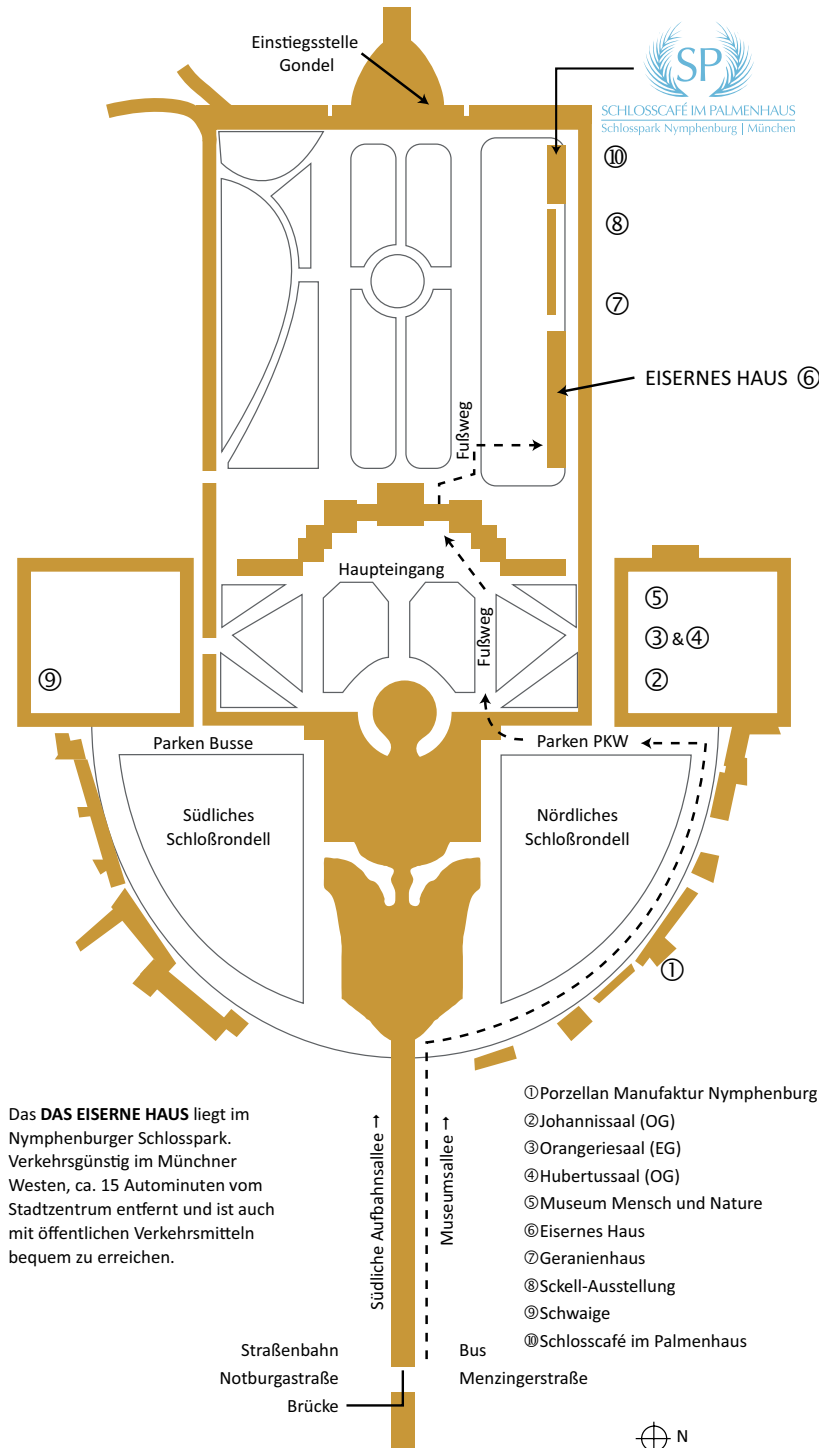 Einstiegsstelle
Gondel
SP
SCHLOSSCAFÉ IM PALMENHAUS
Schlosspark Nymphenburg | München
⑩
⑧
⑦
EISERNES HAUS ⑥
Fußweg
Haupteingang
Fußweg
⑤
③ & ④
②
⑨
Parken Busse
Parken PKW
Südliches
Schloßrondell
Nördliches
Schloßrondell
①
Das DAS EISERNE HAUS liegt im
Nymphenburger Schlosspark.
Verkehrsgünstig im Münchner
Westen, ca. 15 Autominuten vom
Stadtzentrum entfernt und ist auch
mit öffentlichen Verkehrsmitteln
bequem zu erreichen.
Südliche Auffahrtsallee →
Museumsallee →
①Porzellan Manufaktur Nymphenburg
②Johannissaal (OG)
③Orangeriesaal (EG)
④Hubertussaal (OG)
⑤Museum Mensch und Nature
⑥Eisernes Haus
⑦Geranienhaus
⑧Sckell-Ausstellung
⑨Schwaige
⑩Schlosscafé im Palmenhaus
Straßenbahn
Notburgastraße
Brücke
Bus
Menzingerstraße
N